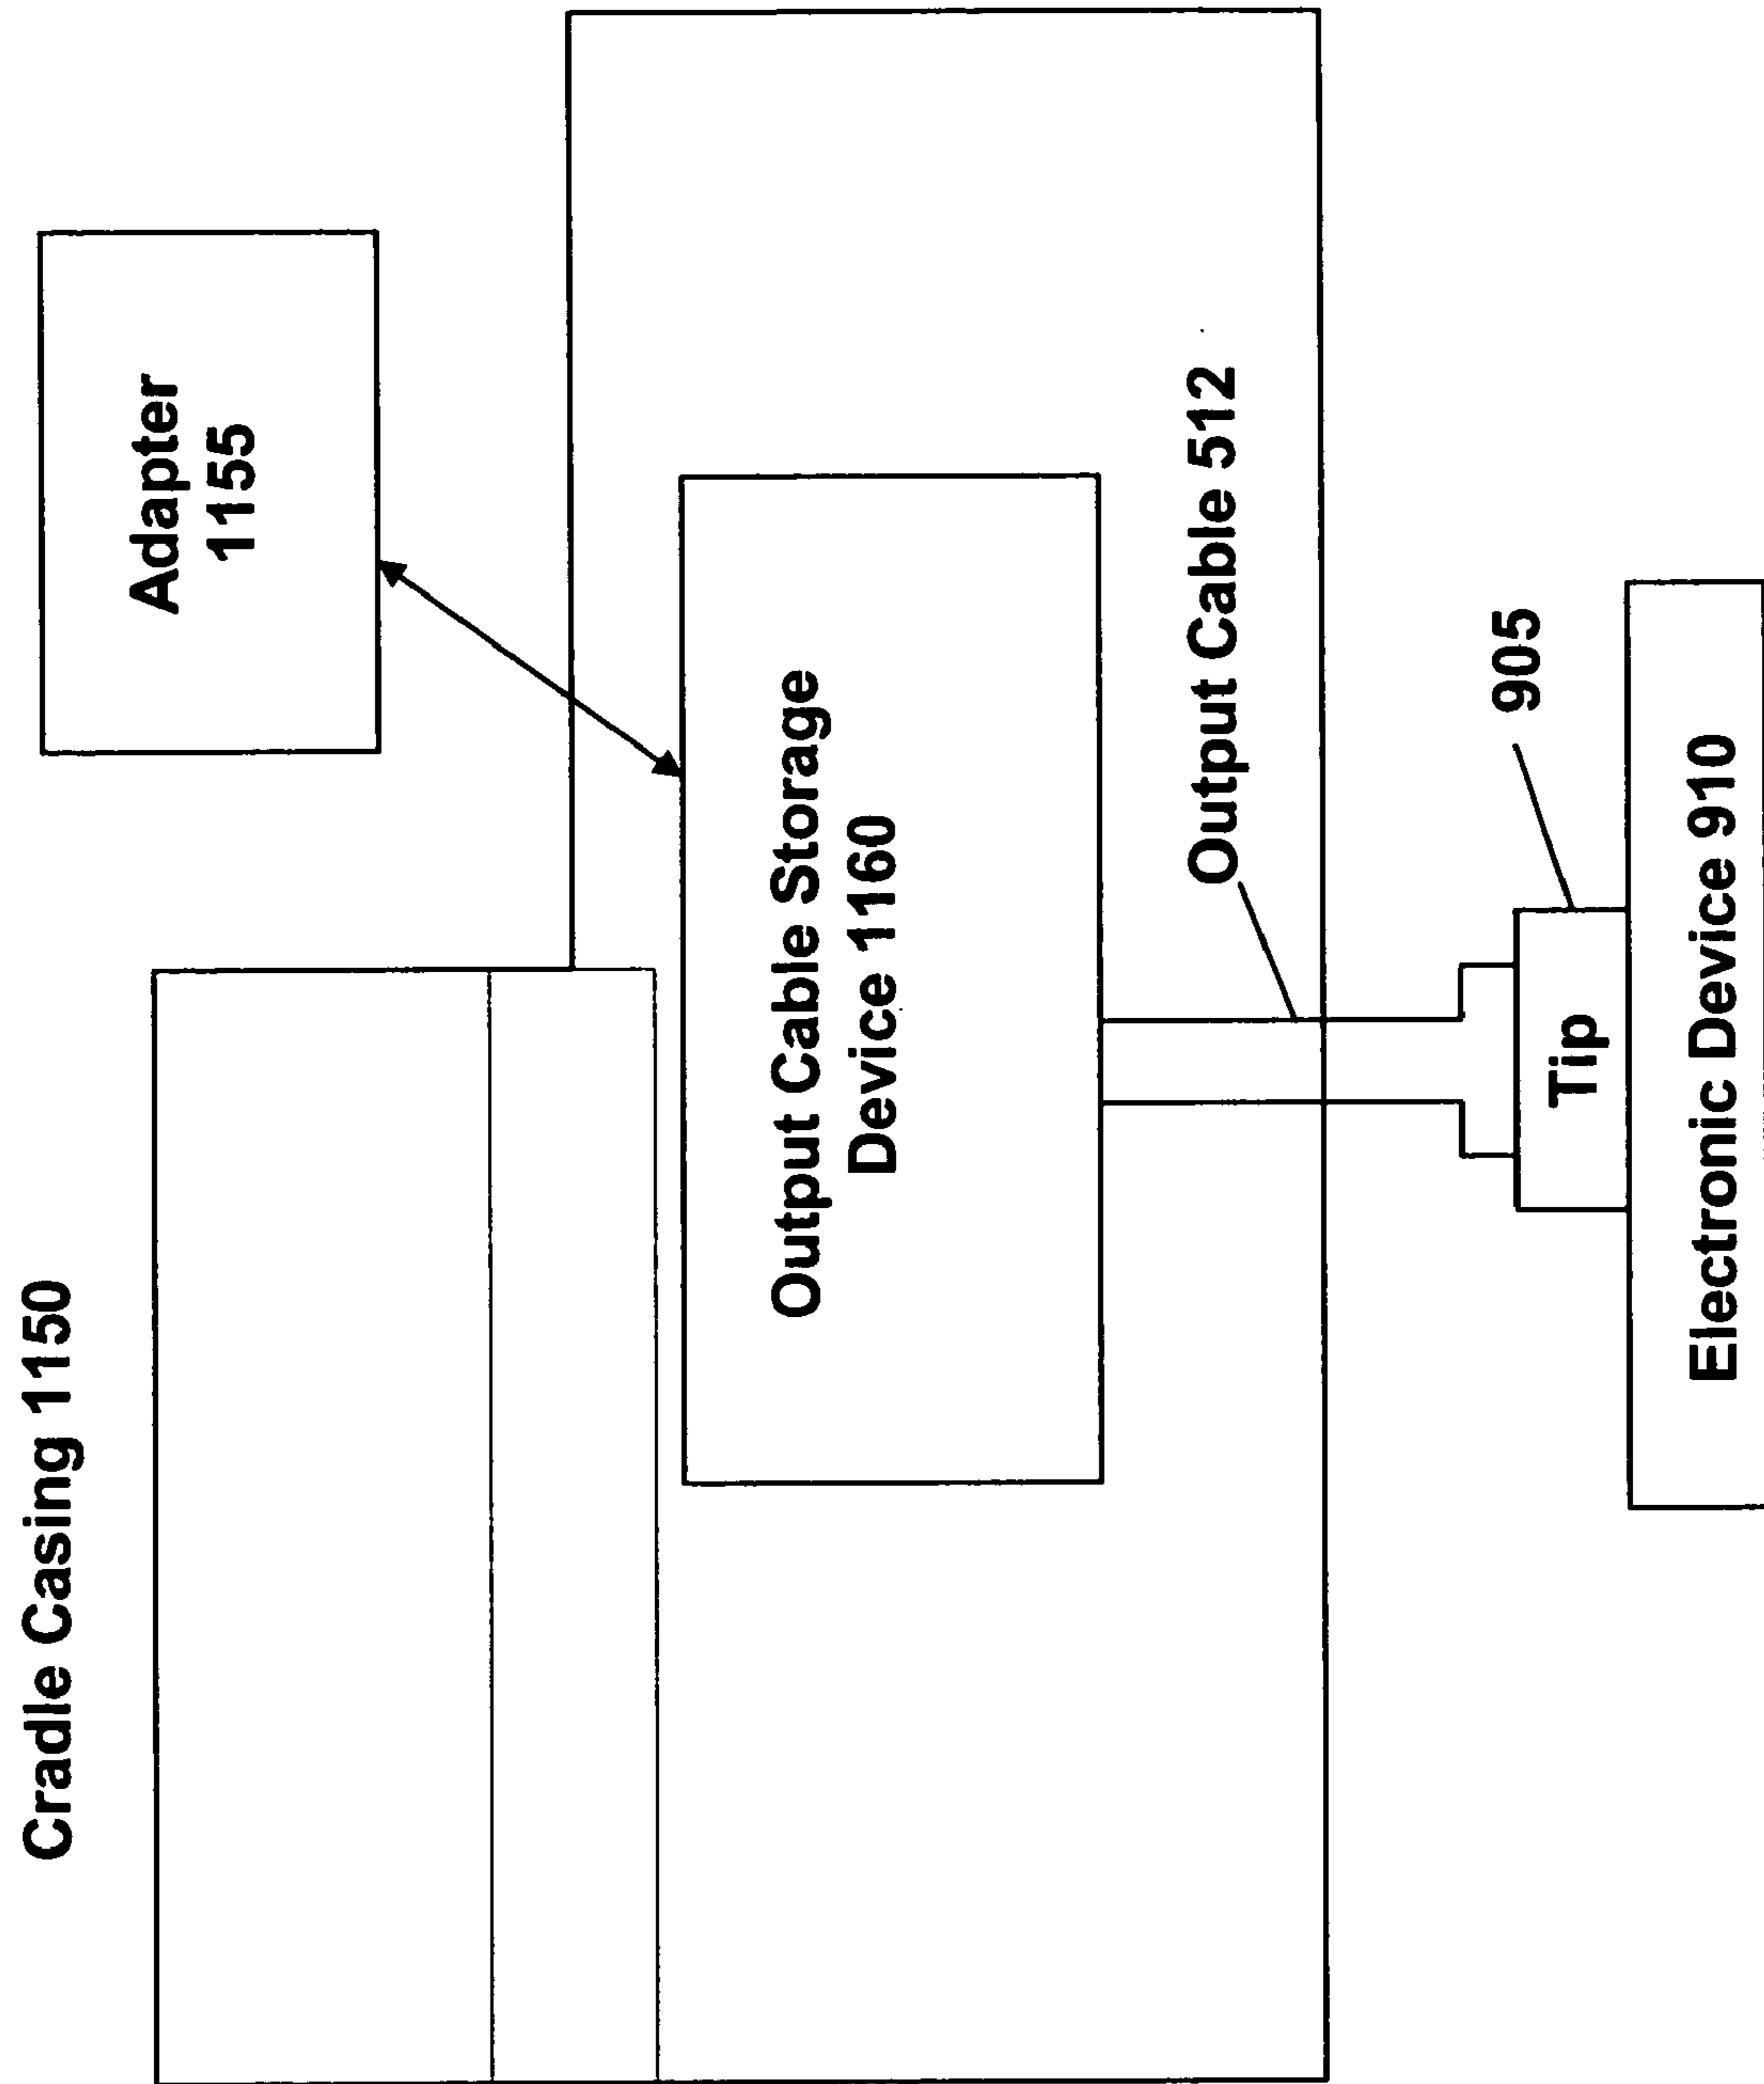 Cradle Casing 1150
Adapter
1155
Output Cable Storage
Device 1160
Output Cable 512
905
Tip
Electronic Device 910